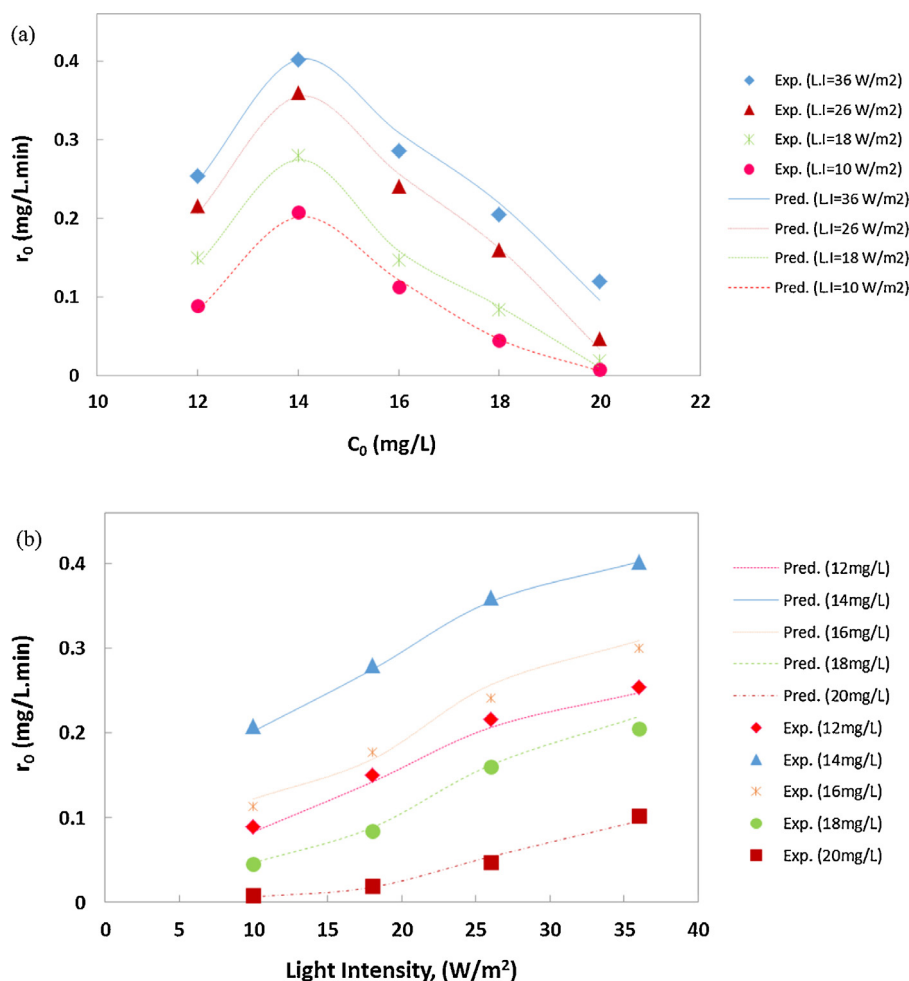 (a)
0.4
0.3
0.2
0.1
0
r0 (mg/L.min)
10 12 14 16 18 20 22
C0 (mg/L)
Exp. (L.I=36 W/m2)
Exp. (L.I=26 W/m2)
Exp. (L.I=18 W/m2)
Exp. (L.I=10 W/m2)
Pred. (L.I=36 W/m2)
Pred. (L.I=26 W/m2)
Pred. (L.I=18 W/m2)
Pred. (L.I=10 W/m2)
(b)
0.4
0.3
0.2
0.1
0
r0 (mg/L.min)
0 5 10 15 20 25 30 35 40
Light Intensity, (W/m²)
Pred. (12mg/L)
Pred. (14mg/L)
Pred. (16mg/L)
Pred. (18mg/L)
Pred. (20mg/L)
Exp. (12mg/L)
Exp. (14mg/L)
Exp. (16mg/L)
Exp. (18mg/L)
Exp. (20mg/L)